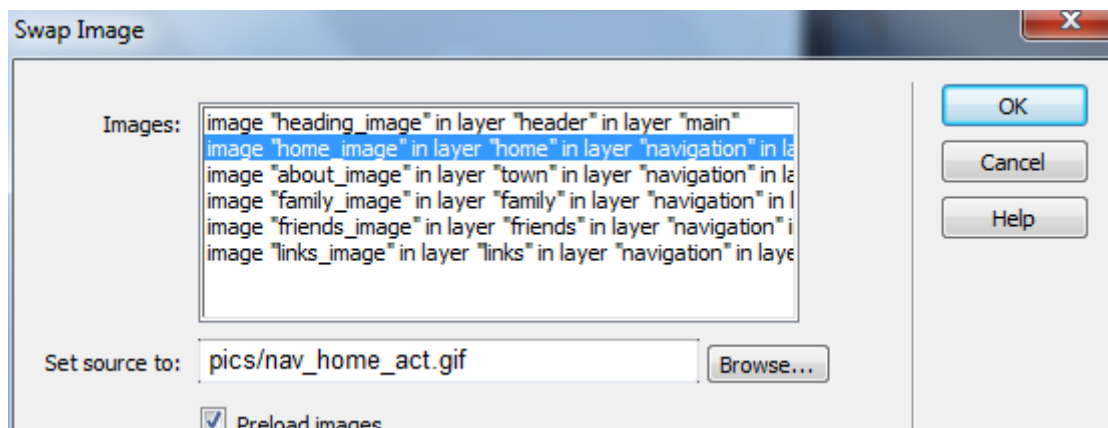 Swap Image
x
Images:
image "heading_image" in layer "header" in layer "main"
image "home_image" in layer "home" in layer "navigation" in la
image "about_image" in layer "town" in layer "navigation" in la
image "family_image" in layer "family" in layer "navigation" in l
image "friends_image" in layer "friends" in layer "navigation" i
image "links_image" in layer "links" in layer "navigation" in laye
OK
Cancel
Help
Set source to:
pics/nav_home_act.gif
Browse...
Preload images